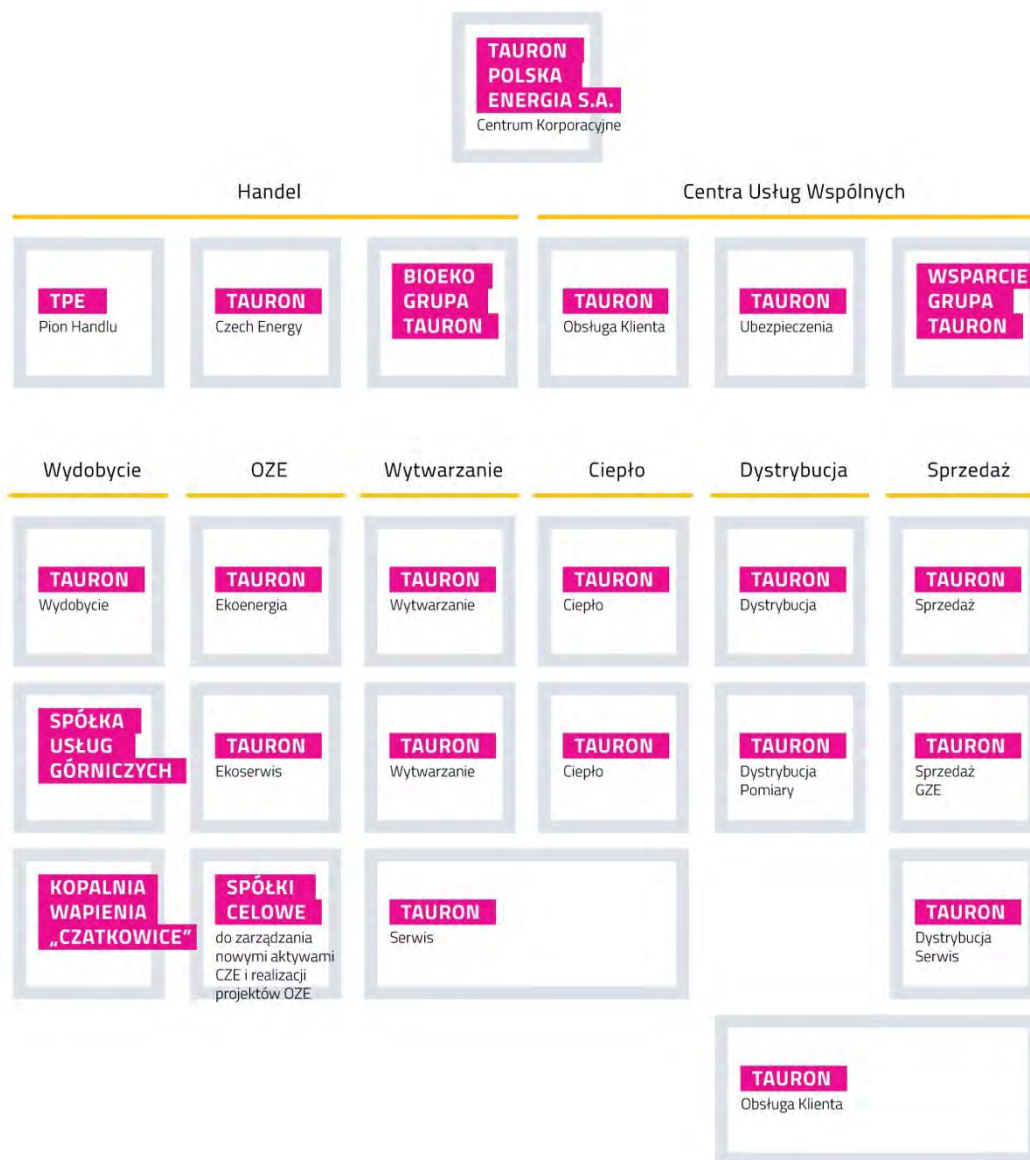 TAURON
POLSKA
ENERGIA S.A.
Centrum Korporacyjne
Handel
Centra Usług Wspólnych
TPE
Pion Handlu
TAURON
Czech Energy
BIOEKO
GRUPA
TAURON
TAURON
Obsługa Klienta
TAURON
Ubezpieczenia
WSPARCIE
GRUPA
TAURON
Wydobycie
OZE
Wytwarzanie
Ciepło
Dystrybucja
Sprzedaż
TAURON
Wydobycie
TAURON
Ekoenergia
TAURON
Wytwarzanie
TAURON
Ciepło
TAURON
Dystrybucja
TAURON
Sprzedaż
SPÓŁKA
USŁUG
GÓRNICZYCH
TAURON
Ekoserwis
TAURON
Wytwarzanie
TAURON
Ciepło
TAURON
Dystrybucja
Pomiary
TAURON
Sprzedaż
GZE
KOPALNIA
WAPIENIA
„CZATKOWICE”
SPÓŁKI
CELOWE
do zarządzania
nowymi aktywami
CZE i realizacji
projektów OZE
TAURON
Serwis
TAURON
Dystrybucja
Serwis
TAURON
Obsługa Klienta